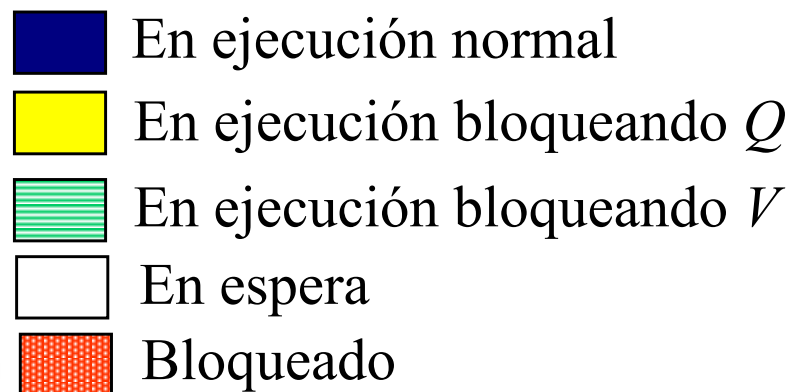 En ejecución normal
En ejecución bloqueando Q
En ejecución bloqueando V
En espera
Bloqueado